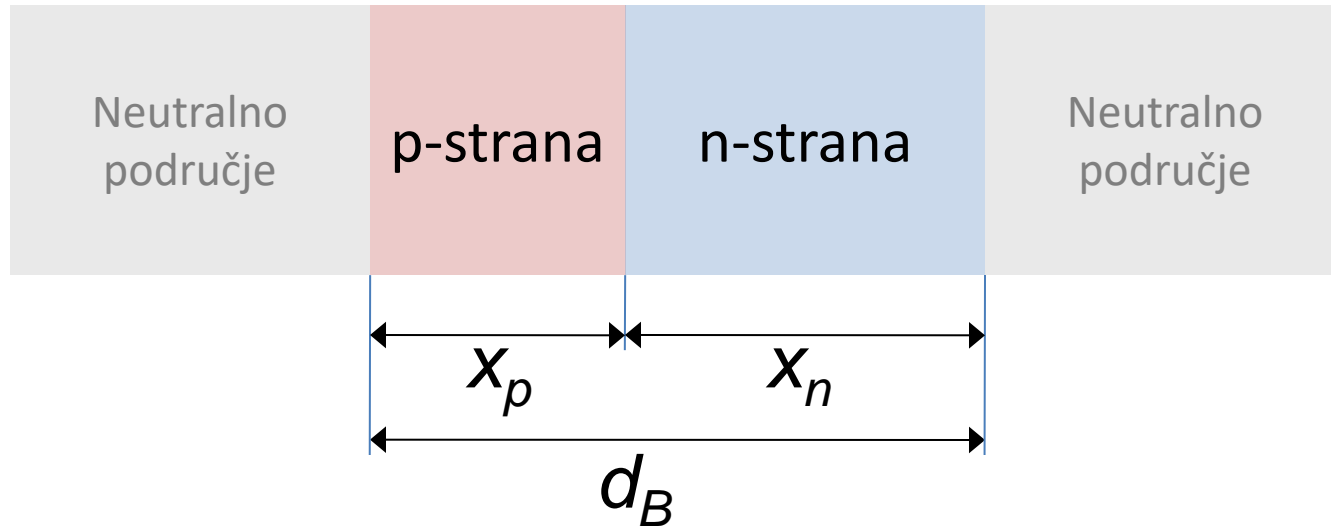 Neutralno
područje
p-strana
n-strana
Neutralno
područje
xp
xn
dB